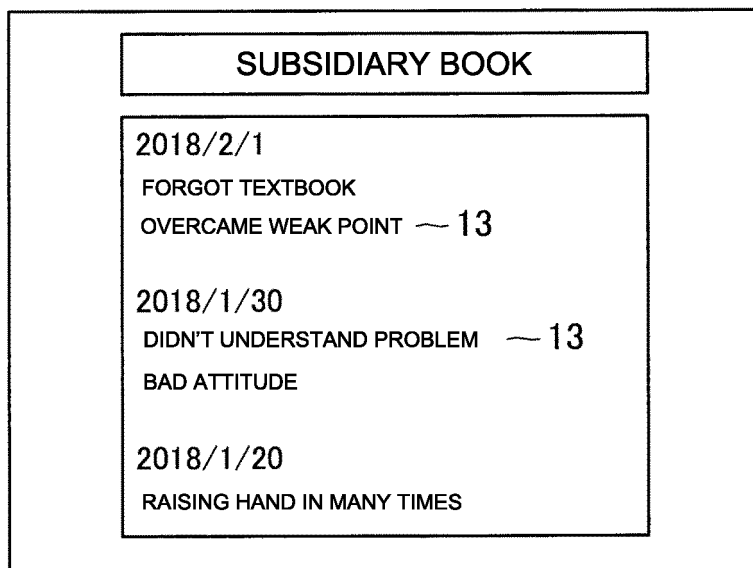 SUBSIDIARY BOOK
2018/2/1
FORGOT TEXTBOOK
OVERCAME WEAK POINT ～ 13
2018/1/30
DIDN'T UNDERSTAND PROBLEM ～ 13
BAD ATTITUDE
2018/1/20
RAISING HAND IN MANY TIMES